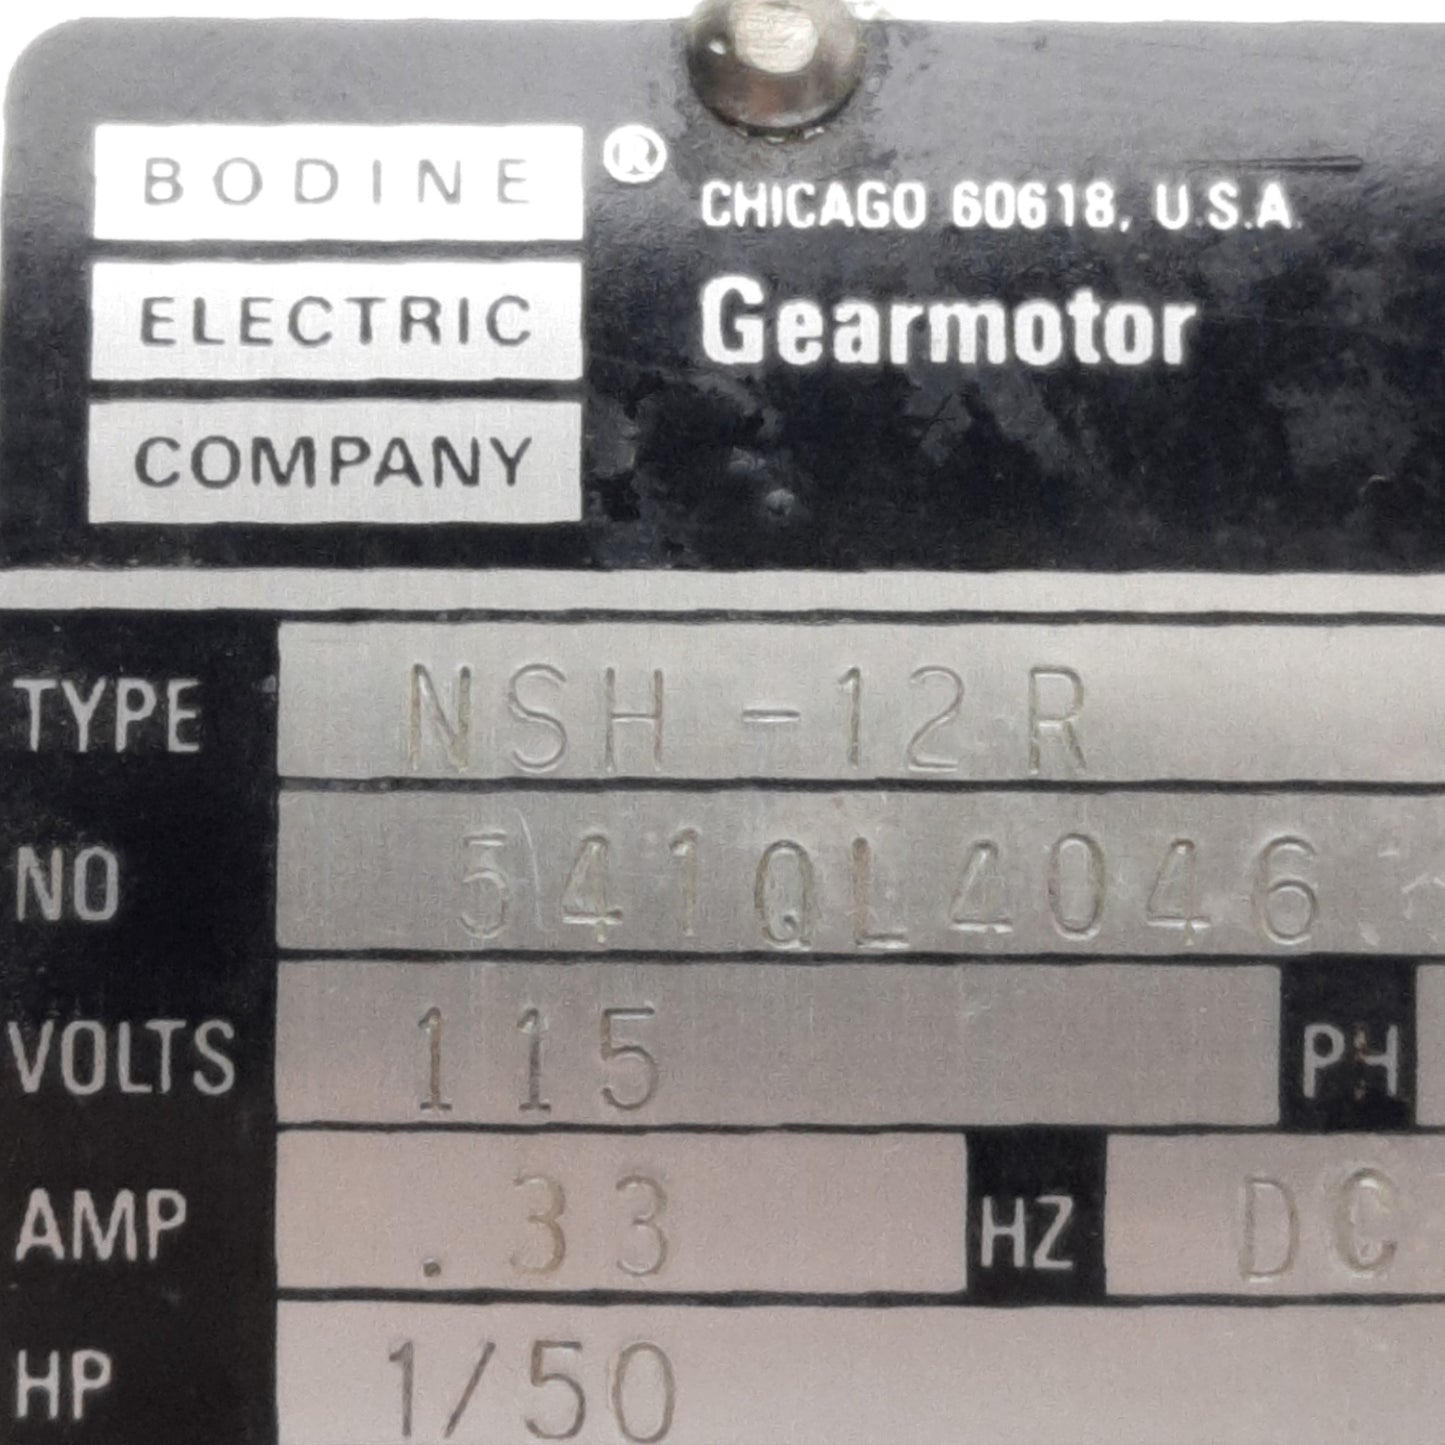 BODINE ®
ELECTRIC
COMPANY
CHICAGO 60618, U.S.A.
Gearmotor
TYPE NSH-12R
NO 541QL4046
VOLTS 115 PH
AMP .33 HZ DC
HP 1/50